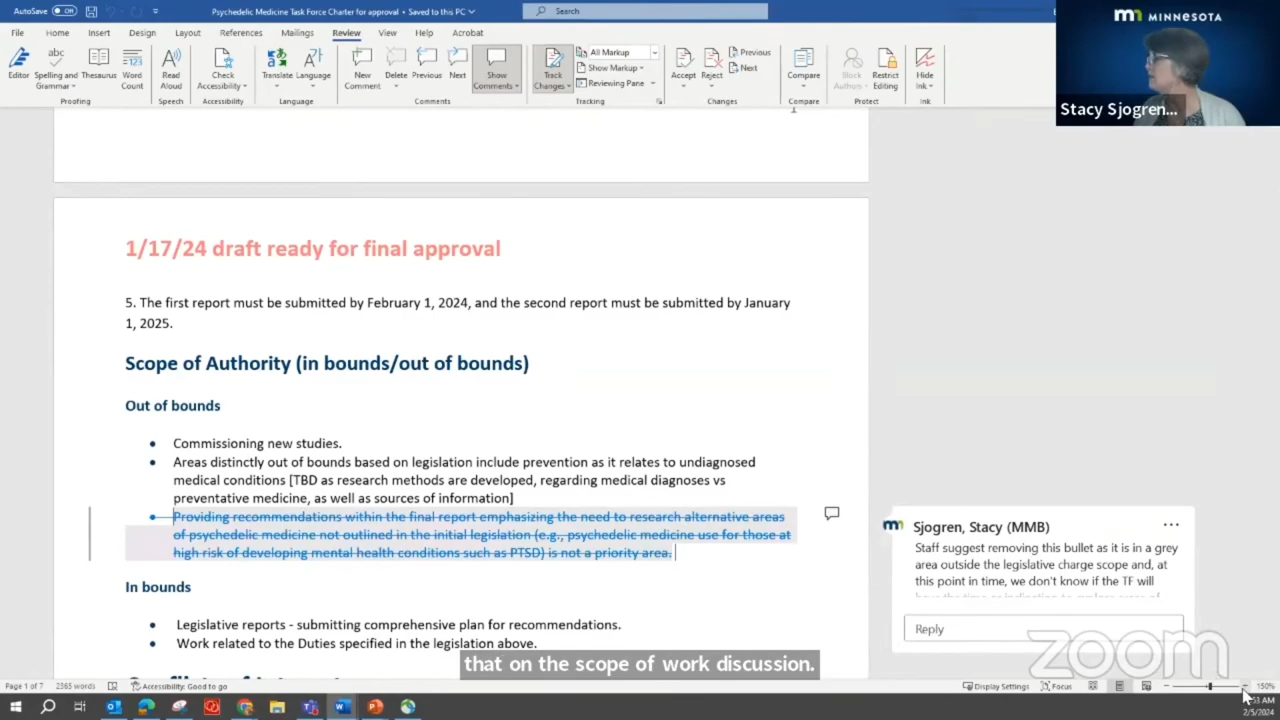 AutoSave Off Psychedelic Medicine Task Force Charter for approval • Saved to this PC Search
MINNESOTA
File Home Insert Design Layout References Mailings Review View Help Acrobat
Editor
Spelling and Grammar
Thesaurus
Word Count
Proofing
Read Aloud
Speech
Check Accessibility
Accessibility
Translate
Language
Language
New Comment
Delete
Previous
Next
Show Comments
Comments
Track Changes
All Markup
Show Markup
Reviewing Pane
Tracking
Accept
Reject
Previous
Next
Changes
Compare
Compare
Block Authors
Restrict Editing
Protect
Hide Ink
Ink
Stacy Sjogren...
1/17/24 draft ready for final approval
5. The first report must be submitted by February 1, 2024, and the second report must be submitted by January
1, 2025.
Scope of Authority (in bounds/out of bounds)
Out of bounds
• Commissioning new studies.
• Areas distinctly out of bounds based on legislation include prevention as it relates to undiagnosed
medical conditions [TBD as research methods are developed, regarding medical diagnoses vs
preventative medicine, as well as sources of information]
• Providing recommendations within the final report emphasizing the need to research alternative areas
of psychedelic medicine not outlined in the initial legislation (e.g., psychedelic medicine use for those at
high risk of developing mental health conditions such as PTSD) is not a priority area.
In bounds
• Legislative reports - submitting comprehensive plan for recommendations.
• Work related to the Duties specified in the legislation above.
Sjogren, Stacy (MMB)
Staff suggest removing this bullet as it is in a grey
area outside the legislative charge scope and, at
this point in time, we don't know if the TF will
Reply
zoom
that on the scope of work discussion.
Page 1 of 7 2365 words Accessibility: Good to go Display Settings Focus 150%
:53 AM
2/5/2024